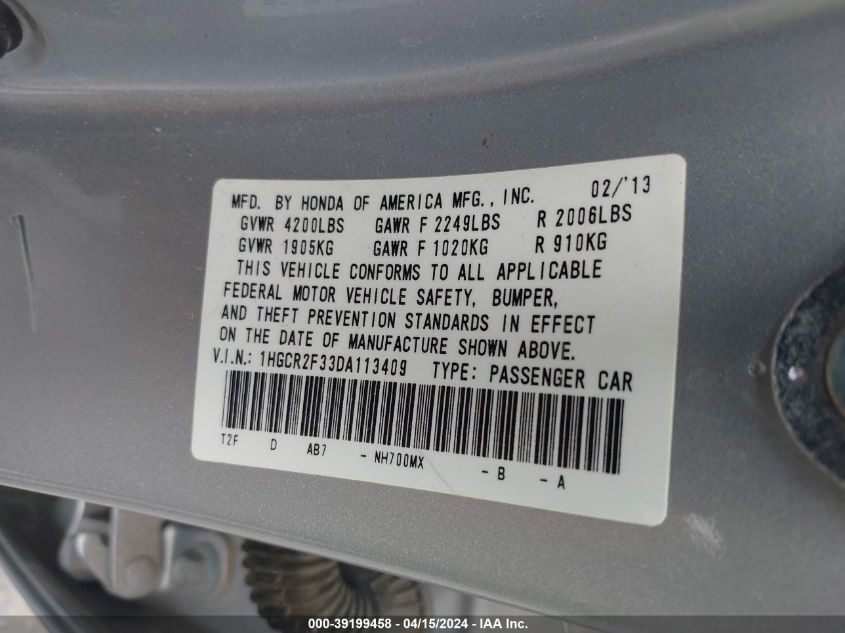 MFD. BY HONDA OF AMERICA MFG., INC. 02/'13
GVWR 4200LBS GAWR F 2249LBS R 2006LBS
GVWR 1905KG GAWR F 1020KG R 910KG
THIS VEHICLE CONFORMS TO ALL APPLICABLE
FEDERAL MOTOR VEHICLE SAFETY, BUMPER,
AND THEFT PREVENTION STANDARDS IN EFFECT
ON THE DATE OF MANUFACTURE SHOWN ABOVE.
V.I.N.: 1HGCR2F33DA113409 TYPE: PASSENGER CAR
T2F D AB7 - NH700MX - B - A
000-39199458 - 04/15/2024 - IAA Inc.